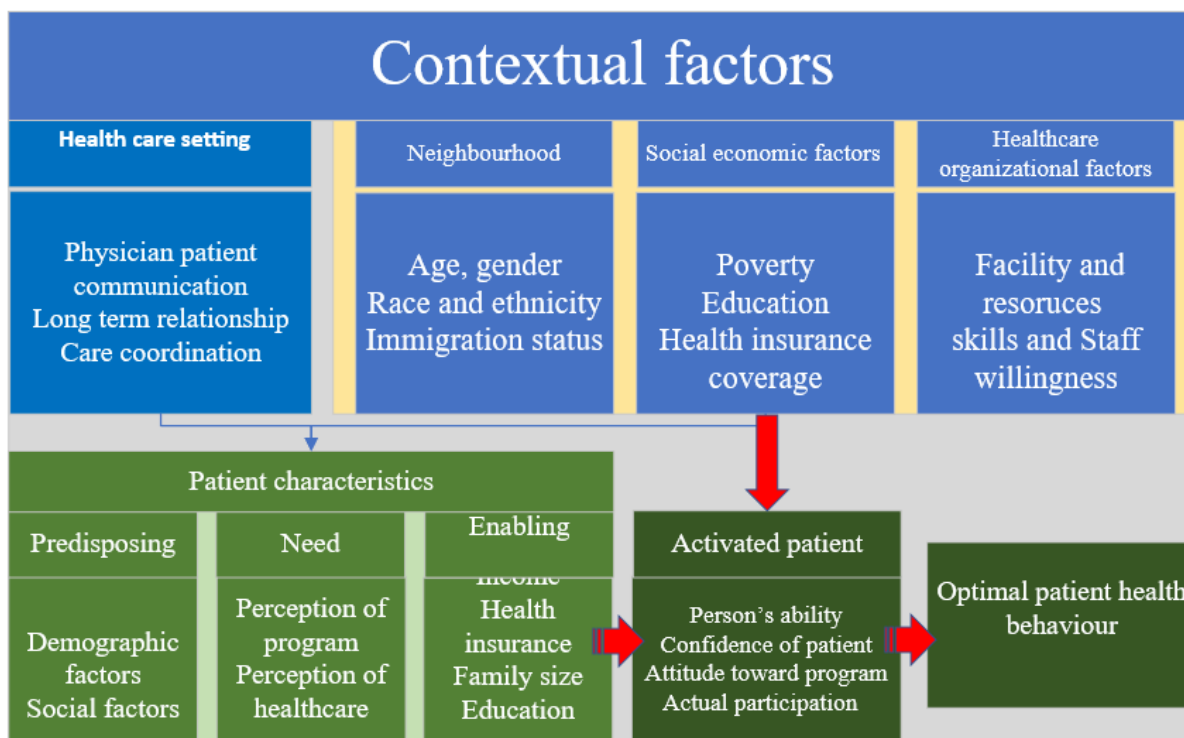 Contextual factors
Health care setting
Neighbourhood
Social economic factors
Healthcare
organizational factors
Physician patient
communication
Long term relationship
Care coordination
Age, gender
Race and ethnicity
Immigration status
Poverty
Education
Health insurance
coverage
Facility and
resoruces
skills and Staff
willingness
Patient characteristics
Predisposing
Need
Enabling
Demographic
factors
Social factors
Perception of
program
Perception of
healthcare
Income
Health
insurance
Family size
Education
Activated patient
Person's ability
Confidence of patient
Attitude toward program
Actual participation
Optimal patient health
behaviour